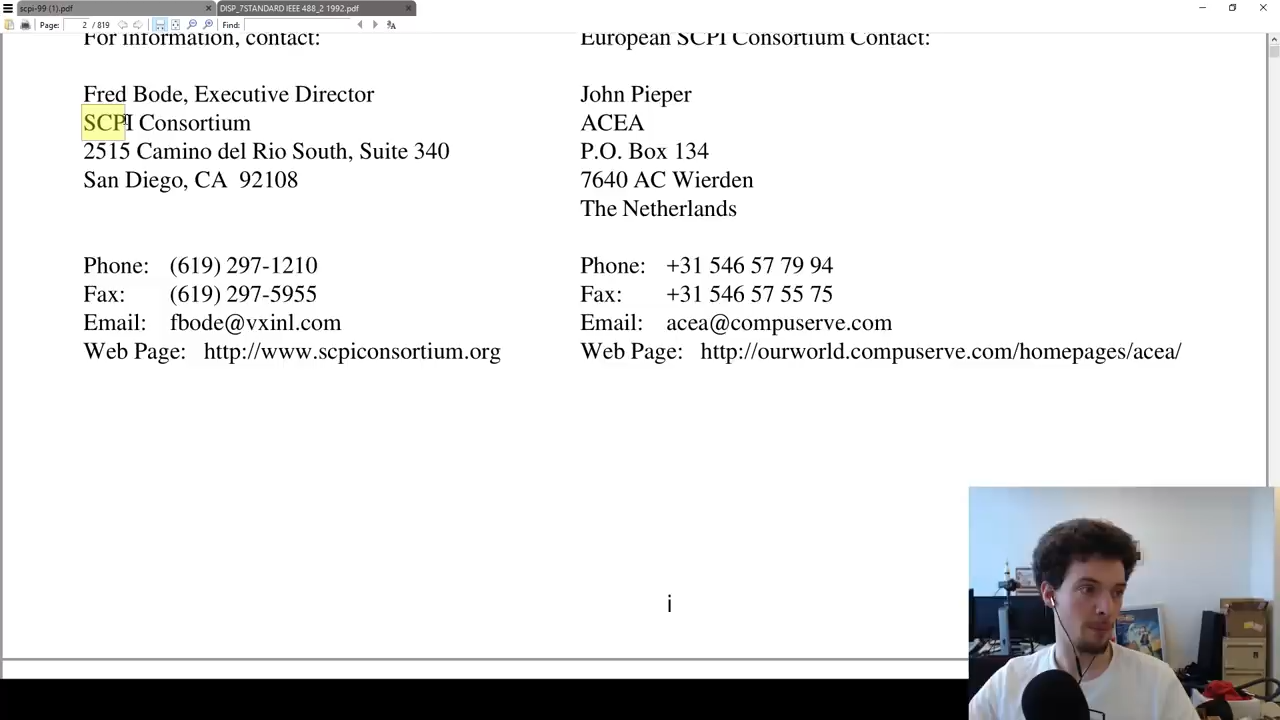 scpi-99 (1).pdf
DISP_7STANDARD IEEE 488_2 1992.pdf
Page: 2 / 819 Find:
For information, contact:
Fred Bode, Executive Director
SCPI Consortium
2515 Camino del Rio South, Suite 340
San Diego, CA 92108
Phone: (619) 297-1210
Fax: (619) 297-5955
Email: fbode@vxinl.com
Web Page: http://www.scpiconsortium.org
European SCPI Consortium Contact:
John Pieper
ACEA
P.O. Box 134
7640 AC Wierden
The Netherlands
Phone: +31 546 57 79 94
Fax: +31 546 57 55 75
Email: acea@compuserve.com
Web Page: http://ourworld.compuserve.com/homepages/acea/
i